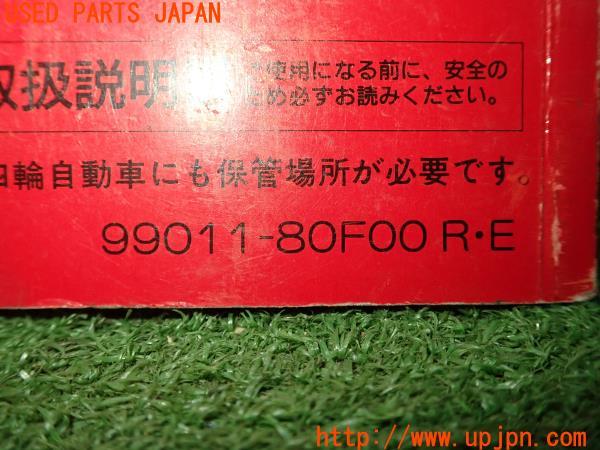 USED PARTS JAPAN
取扱説明
使用になる前に、安全の
ため必ずお読みください。
四輪自動車にも保管場所が必要です。
99011-80F00 R・E
http://www.upjpn.com/